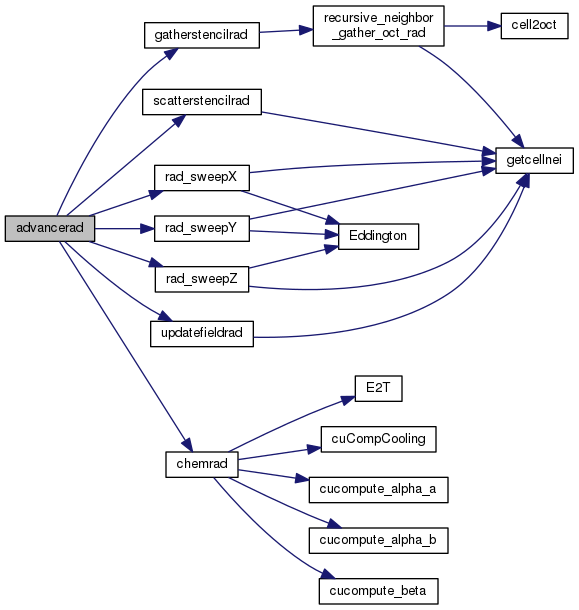 advancerad
gatherstencilrad
recursive_neighbor
_gather_oct_rad
cell2oct
scatterstencilrad
getcellnei
rad_sweepX
rad_sweepY
Eddington
rad_sweepZ
updatefieldrad
chemrad
E2T
cuCompCooling
cucompute_alpha_a
cucompute_alpha_b
cucompute_beta